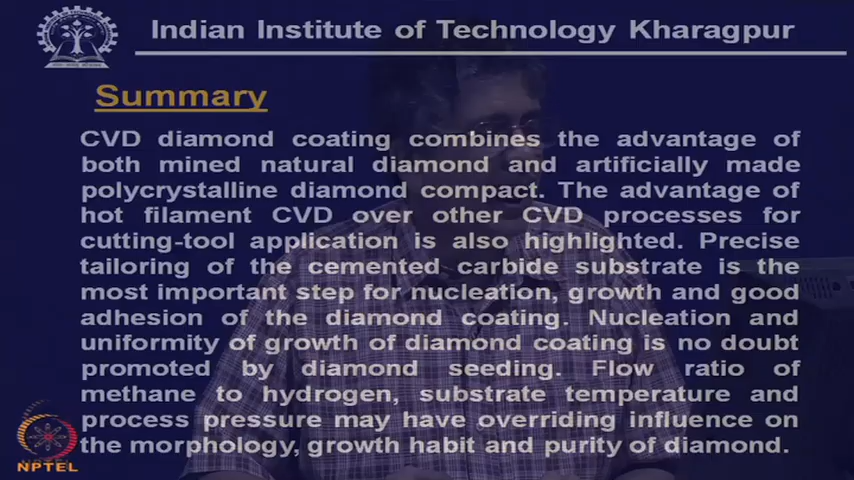 Indian Institute of Technology Kharagpur
Summary
CVD diamond coating combines the advantage of
both mined natural diamond and artificially made
polycrystalline diamond compact. The advantage of
hot filament CVD over other CVD processes for
cutting-tool application is also highlighted. Precise
tailoring of the cemented carbide substrate is the
most important step for nucleation, growth and good
adhesion of the diamond coating. Nucleation and
uniformity of growth of diamond coating is no doubt
promoted by diamond seeding. Flow ratio of
methane to hydrogen, substrate temperature and
process pressure may have overriding influence on
the morphology, growth habit and purity of diamond.
NPTEL